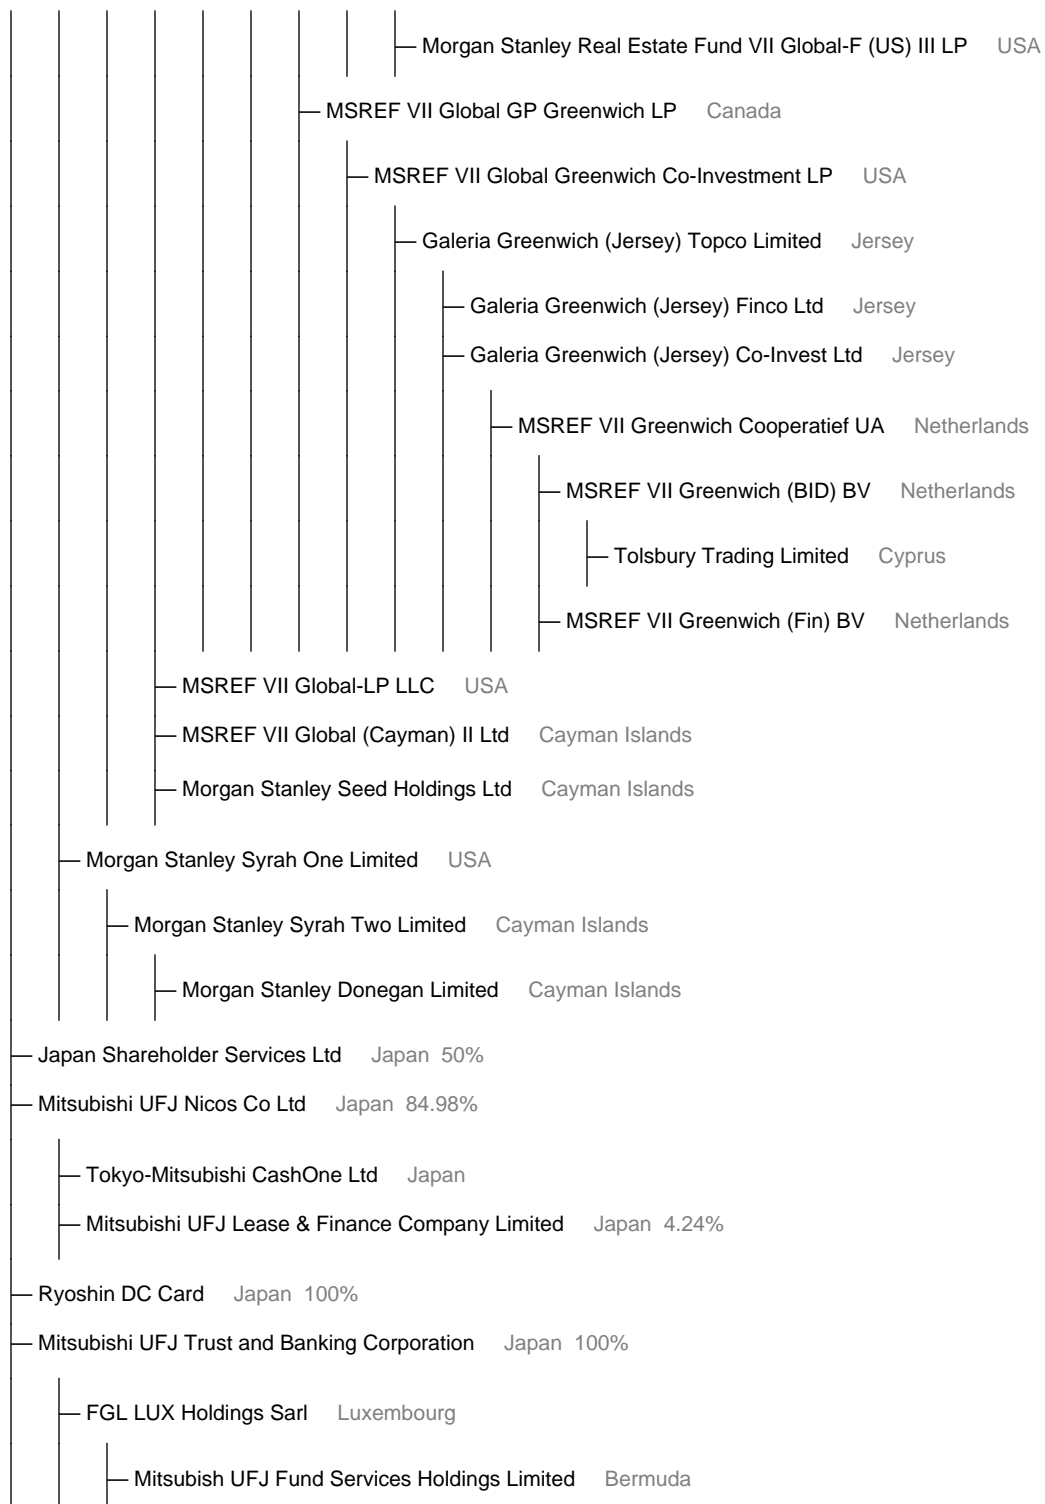 Morgan Stanley Real Estate Fund VII Global-F (US) III LP USA
MSREF VII Global GP Greenwich LP Canada
MSREF VII Global Greenwich Co-Investment LP USA
Galeria Greenwich (Jersey) Topco Limited Jersey
Galeria Greenwich (Jersey) Finco Ltd Jersey
Galeria Greenwich (Jersey) Co-Invest Ltd Jersey
MSREF VII Greenwich Cooperatief UA Netherlands
MSREF VII Greenwich (BID) BV Netherlands
Tolsbury Trading Limited Cyprus
MSREF VII Greenwich (Fin) BV Netherlands
MSREF VII Global-LP LLC USA
MSREF VII Global (Cayman) II Ltd Cayman Islands
Morgan Stanley Seed Holdings Ltd Cayman Islands
Morgan Stanley Syrah One Limited USA
Morgan Stanley Syrah Two Limited Cayman Islands
Morgan Stanley Donegan Limited Cayman Islands
Japan Shareholder Services Ltd Japan 50%
Mitsubishi UFJ Nicos Co Ltd Japan 84.98%
Tokyo-Mitsubishi CashOne Ltd Japan
Mitsubishi UFJ Lease & Finance Company Limited Japan 4.24%
Ryoshin DC Card Japan 100%
Mitsubishi UFJ Trust and Banking Corporation Japan 100%
FGL LUX Holdings Sarl Luxembourg
Mitsubish UFJ Fund Services Holdings Limited Bermuda